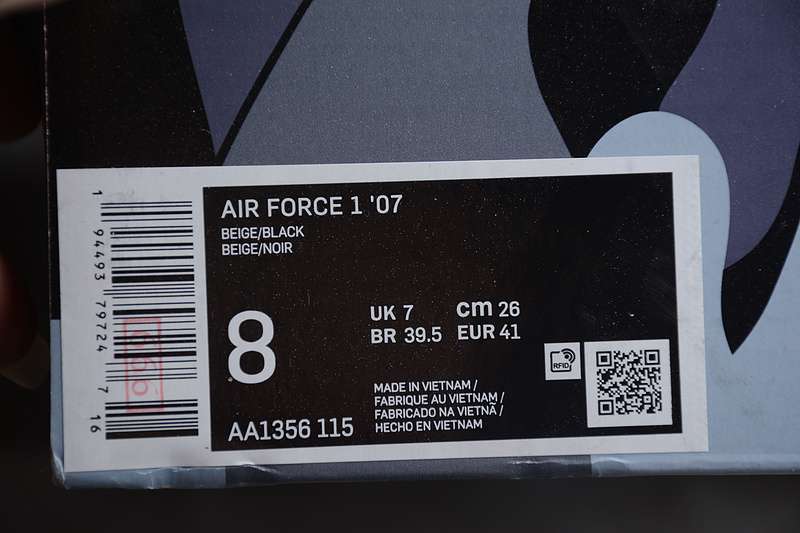 AIR FORCE 1 '07
BEIGE/BLACK
BEIGE/NOIR
8
UK 7 cm 26
BR 39.5 EUR 41
MADE IN VIETNAM /
FABRIQUE AU VIETNAM /
FABRICADO NA VIETNÃ /
HECHO EN VIETNAM
AA1356 115
RFID
1 94493 79724 7 16